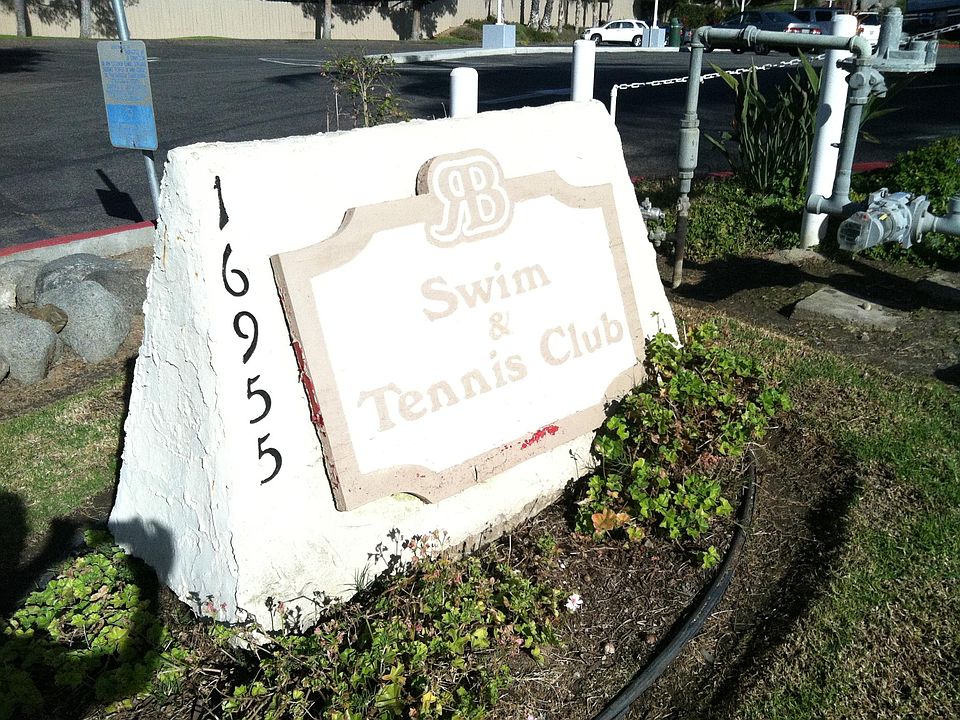 16955
RB
Swim
&
Tennis Club